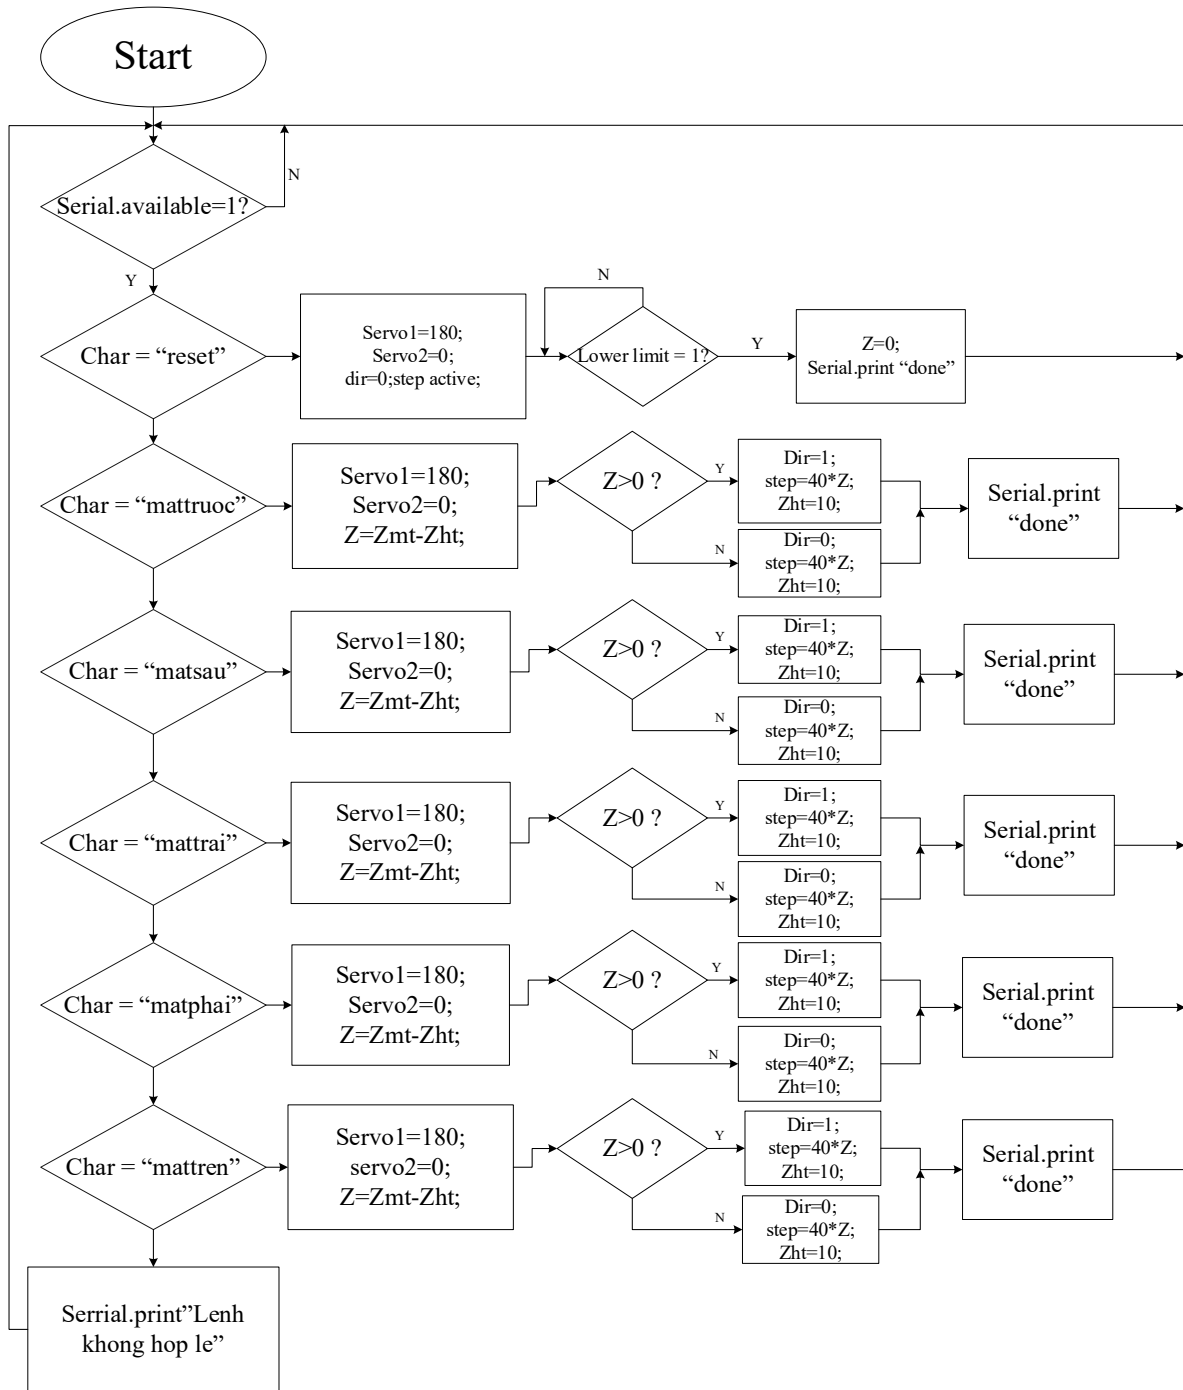 Start
N
Serial.available=1?
Y
Char = “reset”
Servo1=180;
Servo2=0;
dir=0;step active;
N
Lower limit = 1?
Y
Z=0;
Serial.print “done”
Char = “mattruoc”
Servo1=180;
Servo2=0;
Z=Zmt-Zht;
Z>0 ?
Y
Dir=1;
step=40*Z;
Zht=10;
N
Dir=0;
step=40*Z;
Zht=10;
Serial.print
“done”
Char = “matsau”
Servo1=180;
Servo2=0;
Z=Zmt-Zht;
Z>0 ?
Y
Dir=1;
step=40*Z;
Zht=10;
N
Dir=0;
step=40*Z;
Zht=10;
Serial.print
“done”
Char = “mattrai”
Servo1=180;
Servo2=0;
Z=Zmt-Zht;
Z>0 ?
Y
Dir=1;
step=40*Z;
Zht=10;
N
Dir=0;
step=40*Z;
Zht=10;
Serial.print
“done”
Char = “matphai”
Servo1=180;
Servo2=0;
Z=Zmt-Zht;
Z>0 ?
Y
Dir=1;
step=40*Z;
Zht=10;
N
Dir=0;
step=40*Z;
Zht=10;
Serial.print
“done”
Char = “mattren”
Servo1=180;
servo2=0;
Z=Zmt-Zht;
Z>0 ?
Y
Dir=1;
step=40*Z;
Zht=10;
N
Dir=0;
step=40*Z;
Zht=10;
Serial.print
“done”
Serrial.print”Lenh
khong hop le”